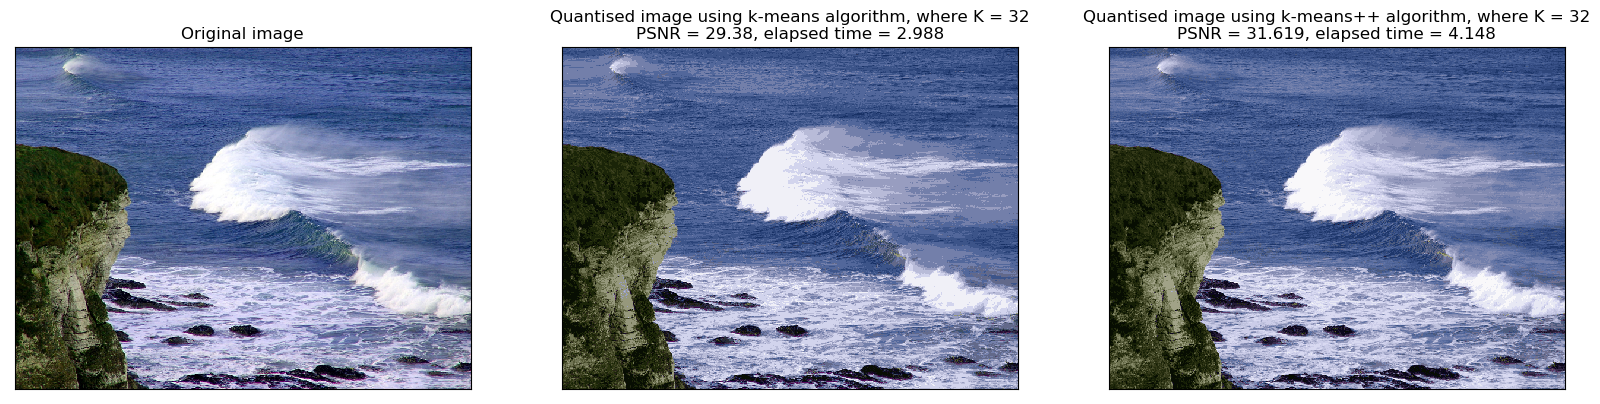 Original image
Quantised image using k-means algorithm, where K = 32
PSNR = 29.38, elapsed time = 2.988
Quantised image using k-means++ algorithm, where K = 32
PSNR = 31.619, elapsed time = 4.148